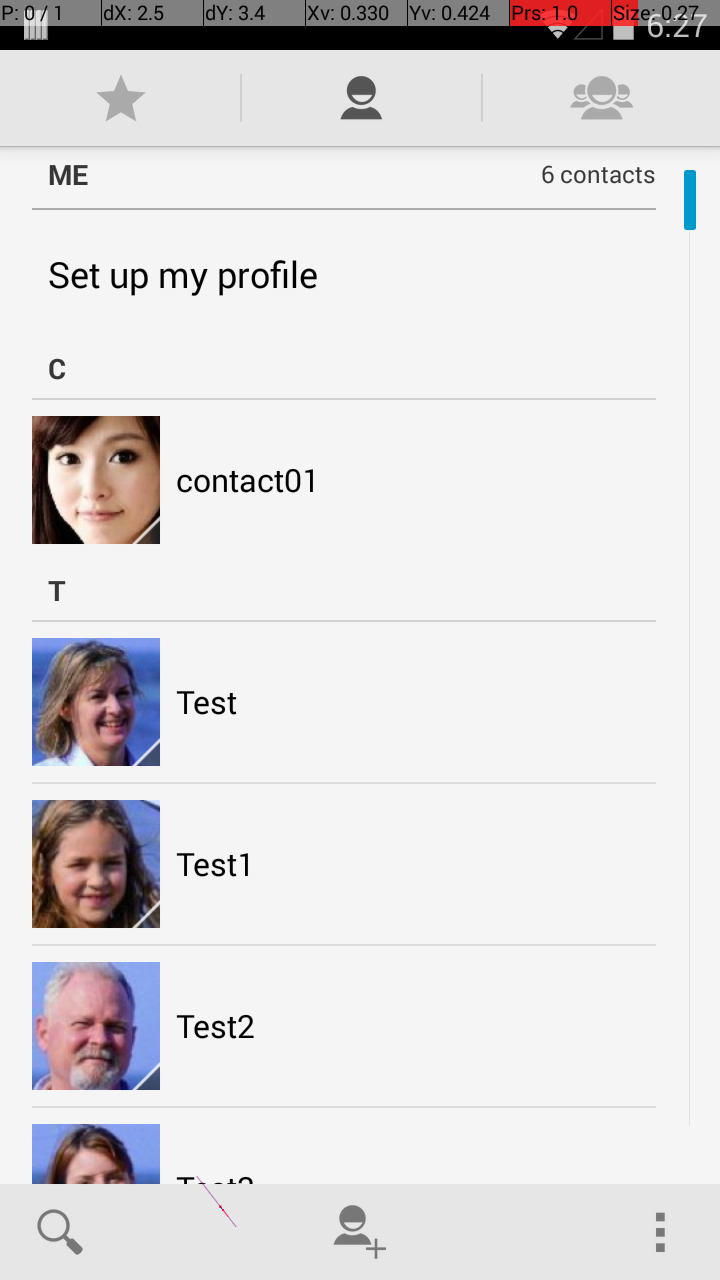 P: 0 / 1 dX: 2.5 dY: 3.4 Xv: 0.330 Yv: 0.424 Prs: 1.0 Size: 0.27
6:27
ME 6 contacts
Set up my profile
C
contact01
T
Test
Test1
Test2